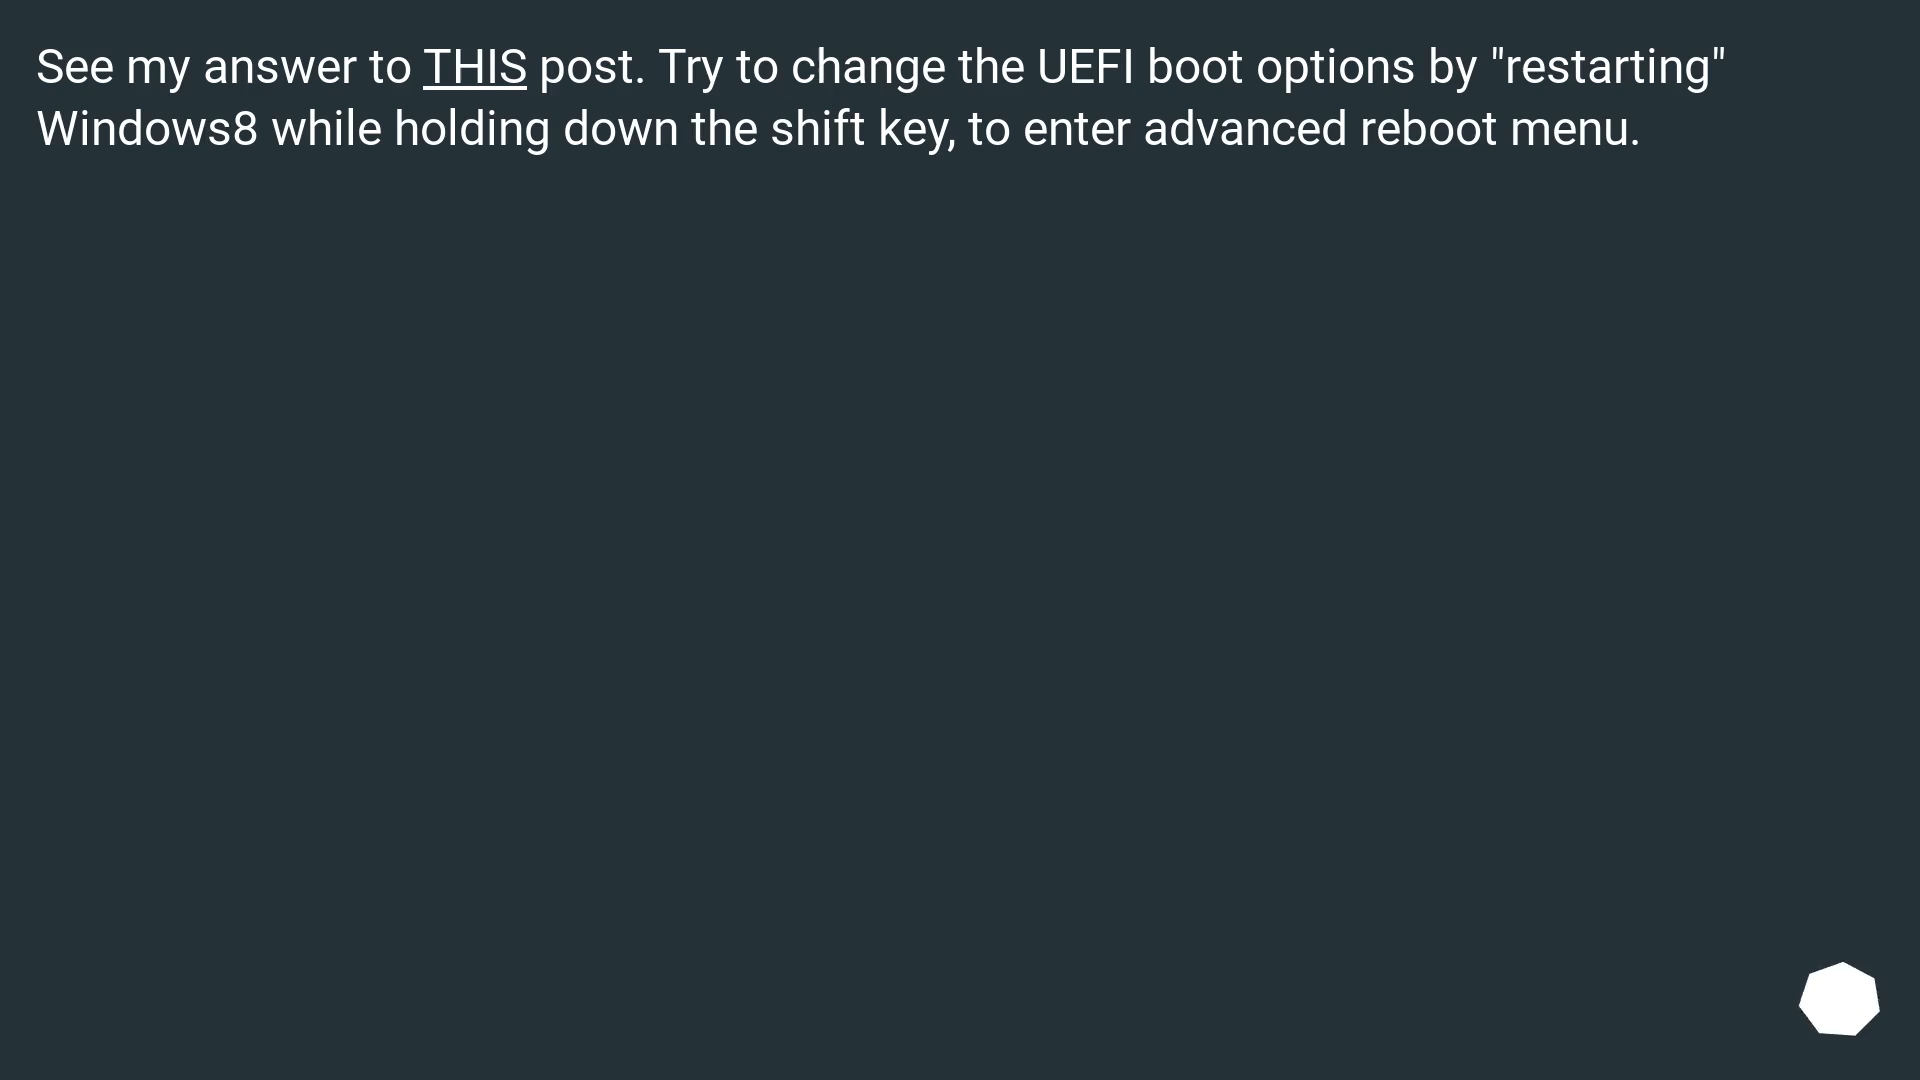 See my answer to THIS post. Try to change the UEFI boot options by "restarting"
Windows8 while holding down the shift key, to enter advanced reboot menu.